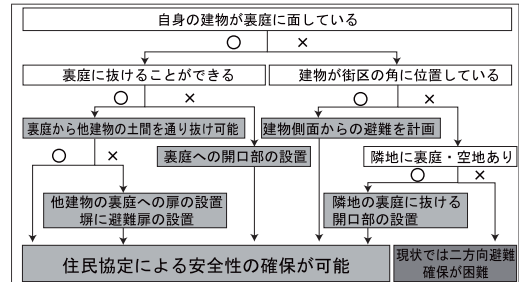 自身の建物が裏庭に面している
○ ×
裏庭に抜けることができる
建物が街区の角に位置している
○ ×
○ ×
裏庭から他建物の土間を通り抜け可能
建物側面からの避難を計画
○ ×
裏庭への開口部の設置
隣地に裏庭・空地あり
○ ×
他建物の裏庭への扉の設置
塀に避難扉の設置
隣地の裏庭に抜ける
開口部の設置
住民協定による安全性の確保が可能
現状では二方向避難
確保が困難